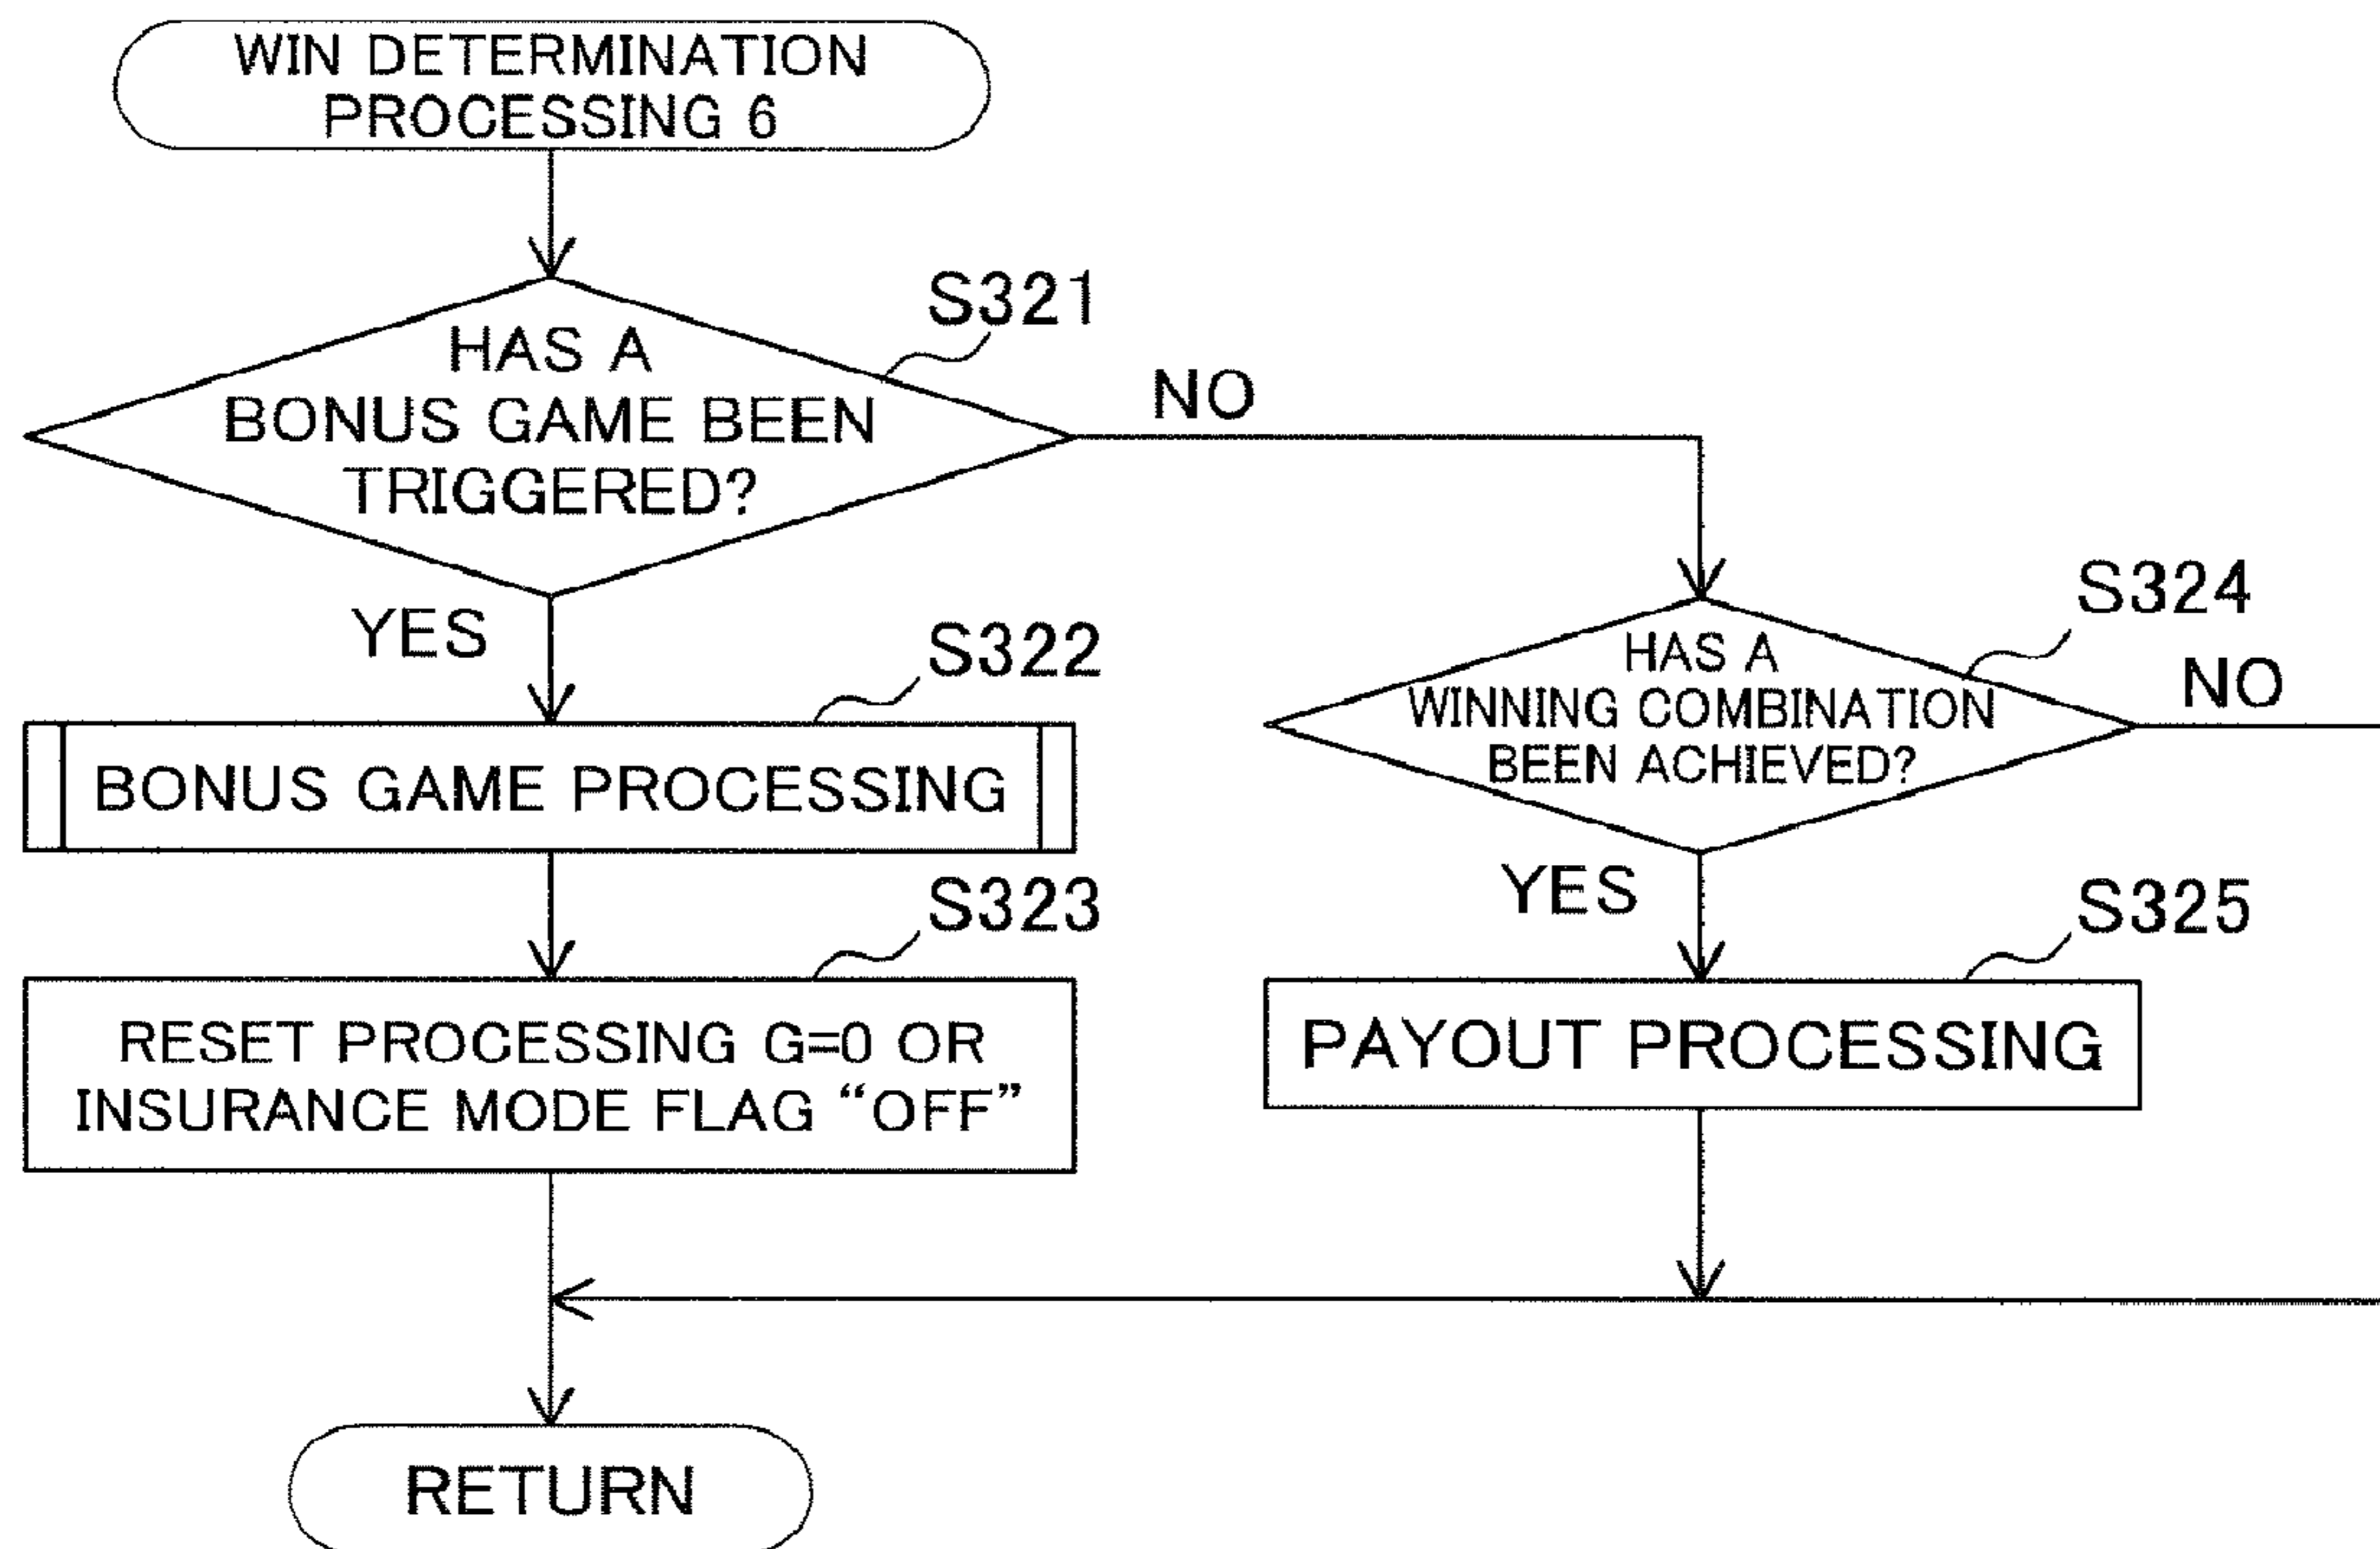 WIN DETERMINATION
PROCESSING 6
S321
HAS A
BONUS GAME BEEN
TRIGGERED?
NO
YES
S322
BONUS GAME PROCESSING
S323
RESET PROCESSING G=0 OR
INSURANCE MODE FLAG “OFF”
S324
HAS A
WINNING COMBINATION
BEEN ACHIEVED?
NO
YES
S325
PAYOUT PROCESSING
RETURN